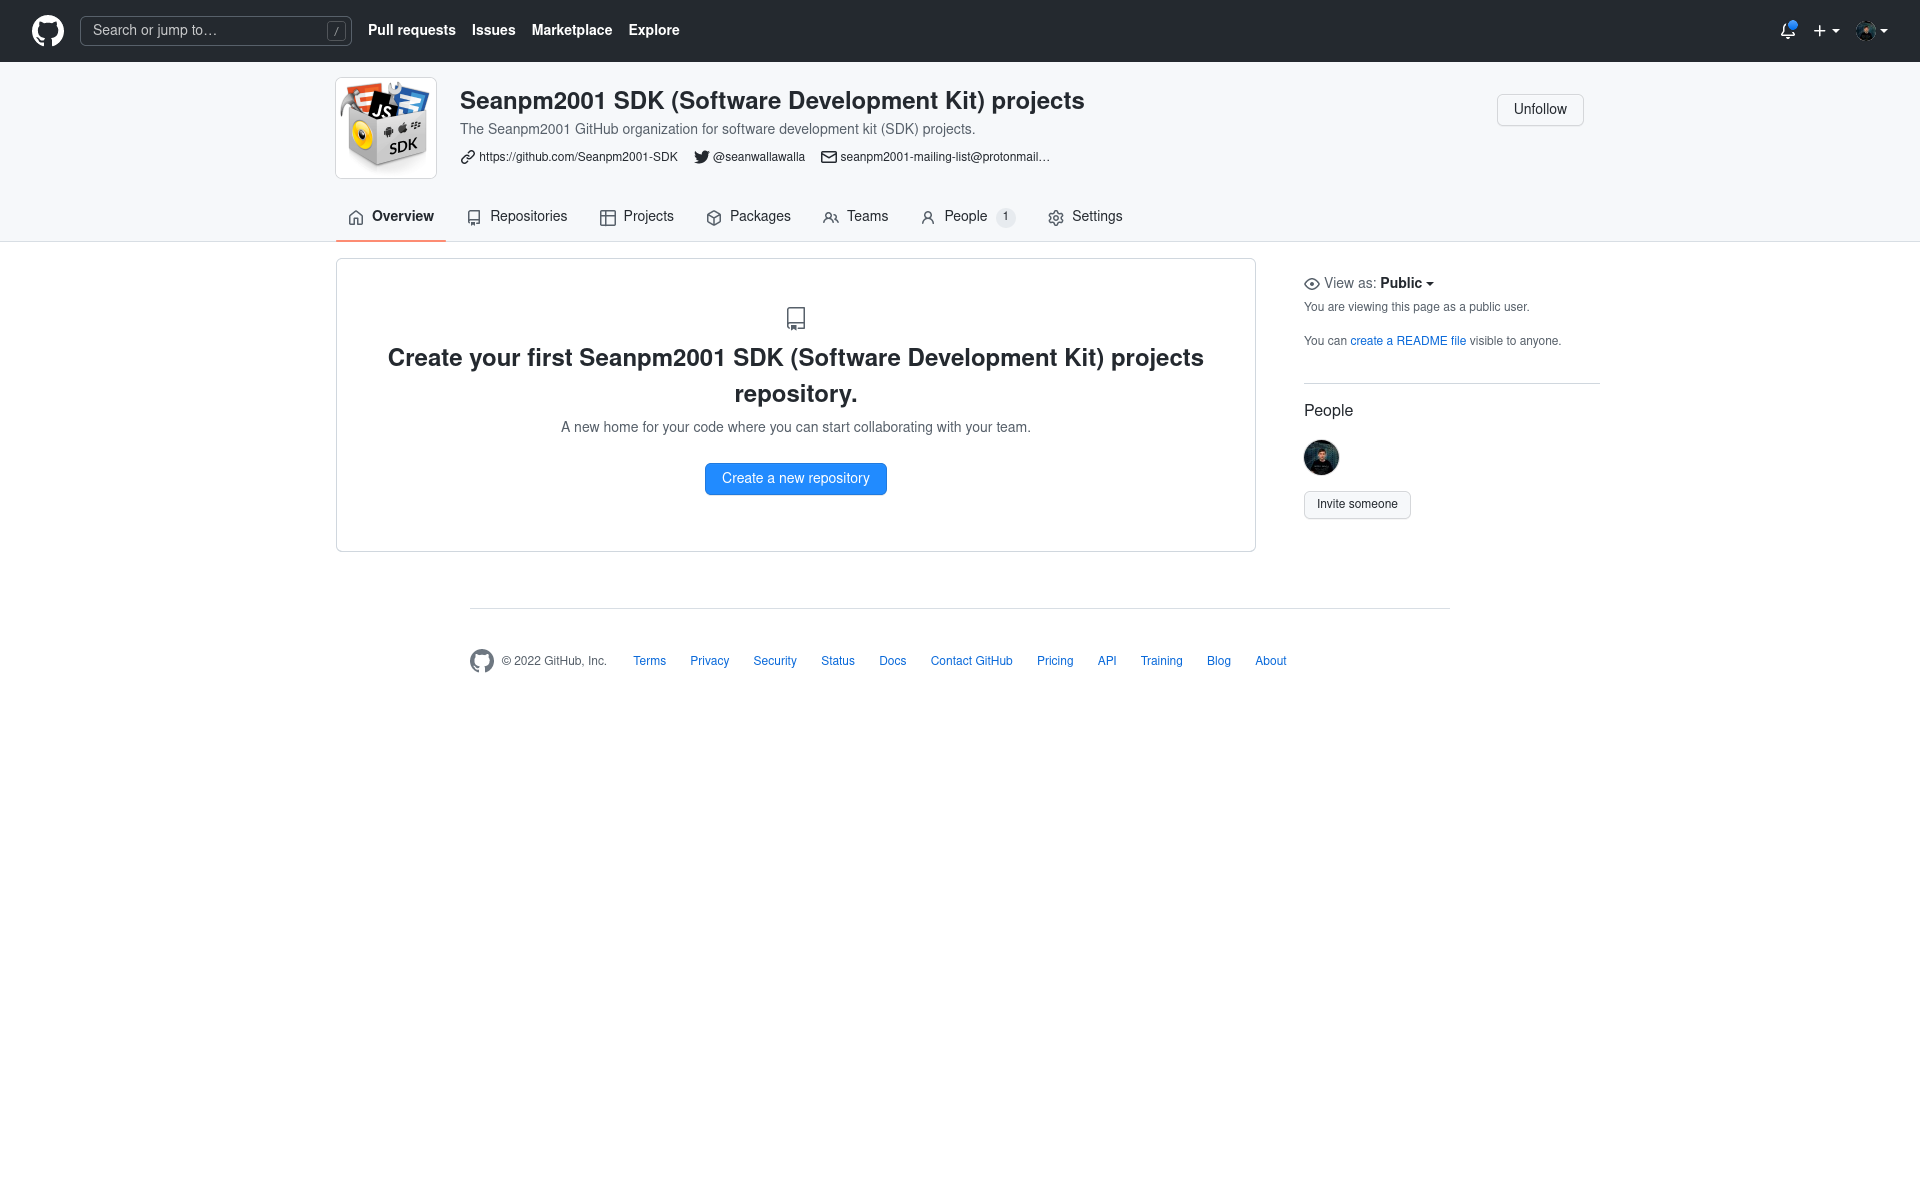 Search or jump to… /
Pull requests Issues Marketplace Explore
JS
SDK
Seanpm2001 SDK (Software Development Kit) projects
The Seanpm2001 GitHub organization for software development kit (SDK) projects.
https://github.com/Seanpm2001-SDK @seanwallawalla seanpm2001-mailing-list@protonmail…
Unfollow
Overview Repositories Projects Packages Teams People 1 Settings
Create your first Seanpm2001 SDK (Software Development Kit) projects
repository.
A new home for your code where you can start collaborating with your team.
Create a new repository
View as: Public
You are viewing this page as a public user.
You can create a README file visible to anyone.
People
Invite someone
© 2022 GitHub, Inc. Terms Privacy Security Status Docs Contact GitHub Pricing API Training Blog About